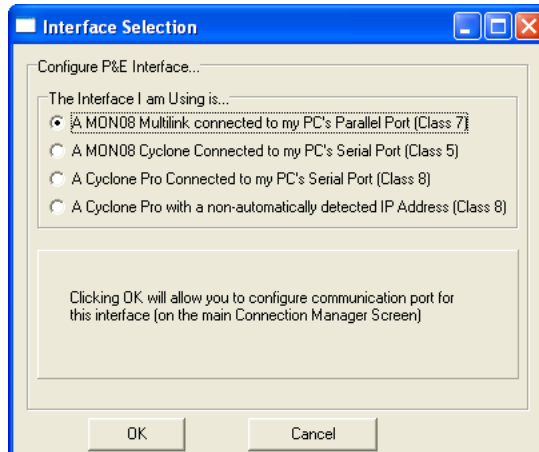 Interface Selection
Configure P&E Interface...
The Interface I am Using is...
A MON08 Multilink connected to my PC's Parallel Port (Class 7)
A MON08 Cyclone Connected to my PC's Serial Port (Class 5)
A Cyclone Pro Connected to my PC's Serial Port (Class 8)
A Cyclone Pro with a non-automatically detected IP Address (Class 8)
Clicking OK will allow you to configure communication port for
this interface (on the main Connection Manager Screen)
OK
Cancel